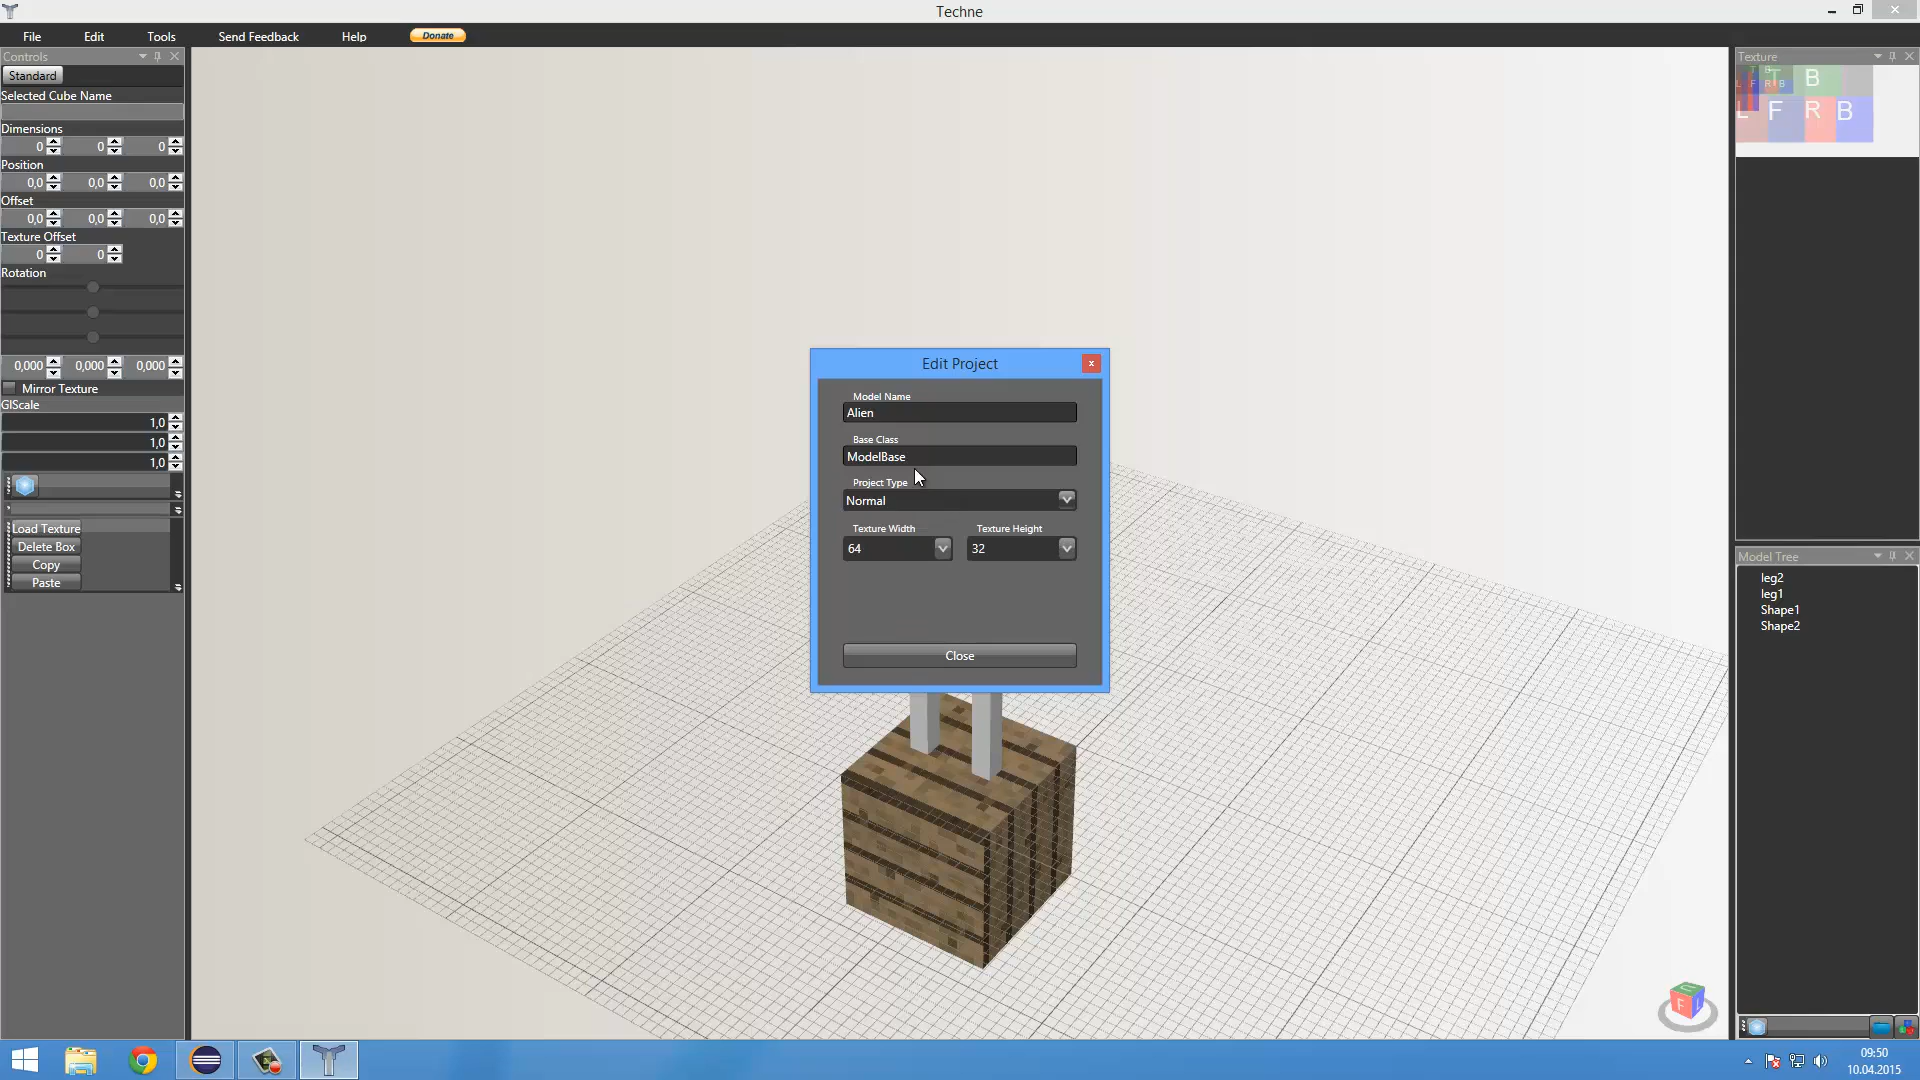 Techne
File Edit Tools Send Feedback Help Donate
Controls
Standard
Selected Cube Name
Dimensions
0 0 0
Position
0,0 0,0 0,0
Offset
0,0 0,0 0,0
Texture Offset
0 0
Rotation
0,000 0,000 0,000
Mirror Texture
GlScale
1,0
1,0
1,0
Load Texture
Delete Box
Copy
Paste
Edit Project
x
Model Name
Alien
Base Class
ModelBase
Project Type
Normal
Texture Width Texture Height
64 32
Close
Texture
T B
L F R B
L F R B
Model Tree
leg2
leg1
Shape1
Shape2
F
09:50
10.04.2015